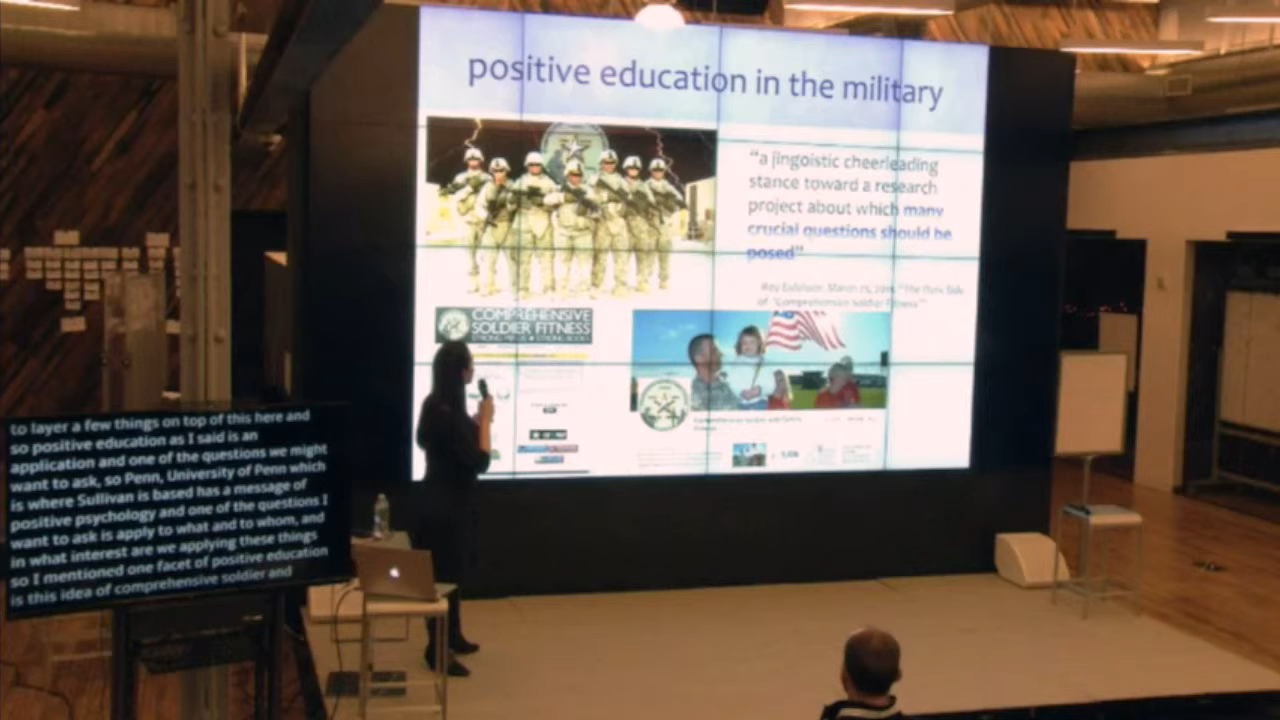 positive education in the military
"a jingoistic cheerleading
stance toward a research
project about which many
crucial questions should be
posed"
of "Comprehensive Soldier Fitness"
COMPREHENSIVE
SOLDIER FITNESS
to layer a few things on top of this here and
so positive education as I said is an
application and one of the questions we might
want to ask, so Penn, University of Penn which
is where Sullivan is based has a message of
positive psychology and one of the questions I
want to ask is apply to what and to whom, and
in what interest are we applying these things
so I mentioned one facet of positive education
is this idea of comprehensive soldier and